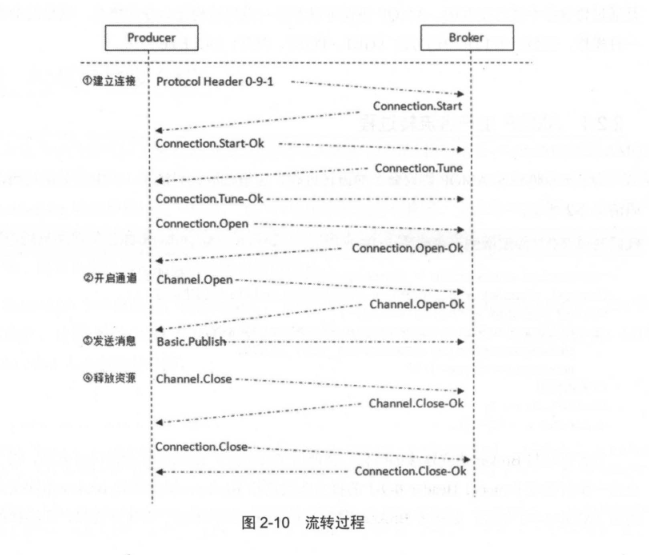 Producer
Broker
①建立连接 Protocol Header 0-9-1
Connection.Start
Connection.Start-Ok
Connection.Tune
Connection.Tune-Ok
Connection.Open
Connection.Open-Ok
②开启通道 Channel.Open
Channel.Open-Ok
③发送消息 Basic.Publish
④释放资源 Channel.Close
Channel.Close-Ok
Connection.Close
Connection.Close-Ok
图 2-10 流转过程